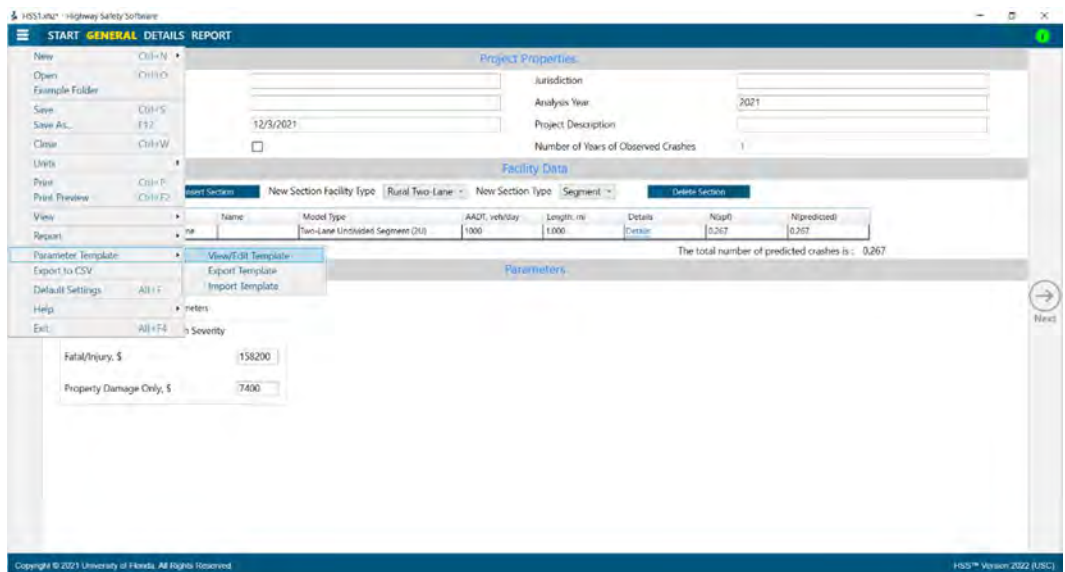 HSS1.xhz* - Highway Safety Software
START GENERAL DETAILS REPORT
New Ctrl+N
Project Properties
Open Ctrl+O
Jurisdiction
Example Folder
Analysis Year 2021
Save Ctrl+S
Save As... F12
12/3/2021 Project Description
Close Ctrl+W
Number of Years of Observed Crashes 1
Units
Facility Data
Print Ctrl+P
Insert Section New Section Facility Type Rural Two-Lane New Section Type Segment Delete Section
Print Preview Ctrl+F2
View
Name Model Type AADT, veh/day Length, mi Details N(spf) N(predicted)
Report
ne Two-Lane Undivided Segment (2U) 1000 1.000 Details 0.267 0.267
The total number of predicted crashes is : 0.267
Parameter Template View/Edit Template
Export to CSV Export Template Parameters
Default Settings Alt+F Import Template
Help meters
Next
Exit Alt+F4 n Severity
Fatal/Injury, $ 158200
Property Damage Only, $ 7400
Copyright © 2021 University of Florida. All Rights Reserved. HSS™ Version 2022 (USC)